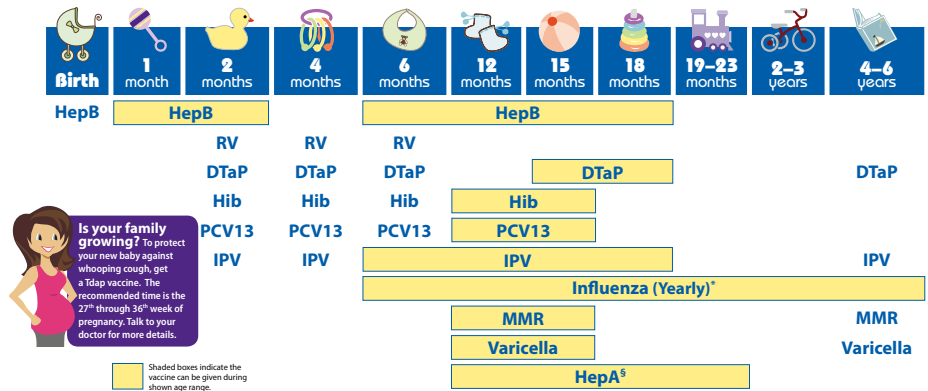 Birth
1 month
2 months
4 months
6 months
12 months
15 months
18 months
19–23 months
2–3 years
4–6 years
HepB HepB HepB
RV RV RV
DTaP DTaP DTaP DTaP DTaP
Hib Hib Hib Hib
PCV13 PCV13 PCV13 PCV13
IPV IPV IPV IPV
Influenza (Yearly)*
MMR MMR
Varicella Varicella
HepA§
Is your family
growing? To protect
your new baby against
whooping cough, get
a Tdap vaccine. The
recommended time is the
27th through 36th week of
pregnancy. Talk to your
doctor for more details.
Shaded boxes indicate the
vaccine can be given during
shown age range.